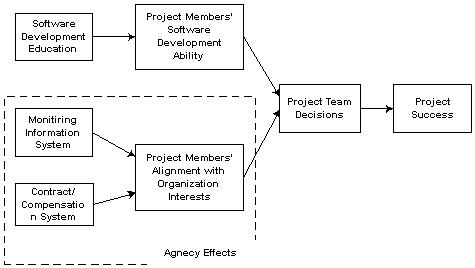 Software
Development
Education
Project Members'
Software
Development
Ability
Project Team
Decisions
Project
Success
Monitiring
Information
System
Project Members'
Alignment with
Organization
Interests
Contract/
Compensatio
n System
Agnecy Effects